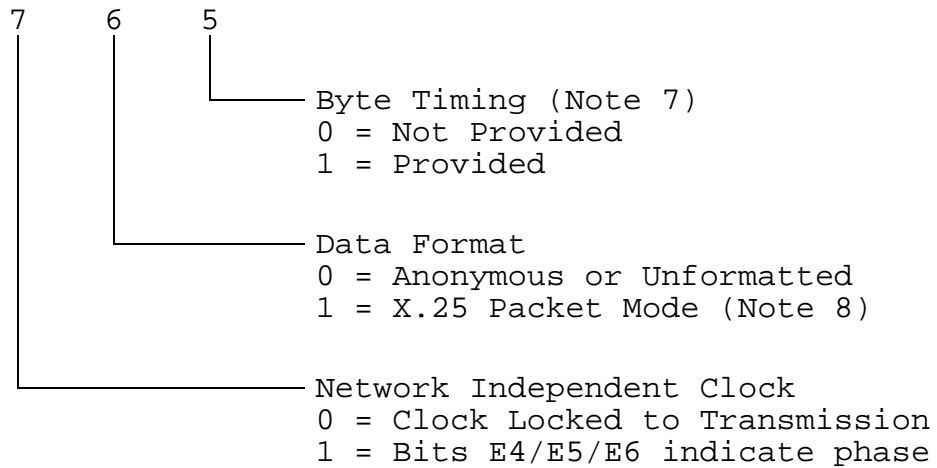 7 6 5
Byte Timing (Note 7)
0 = Not Provided
1 = Provided
Data Format
0 = Anonymous or Unformatted
1 = X.25 Packet Mode (Note 8)
Network Independent Clock
0 = Clock Locked to Transmission
1 = Bits E4/E5/E6 indicate phase